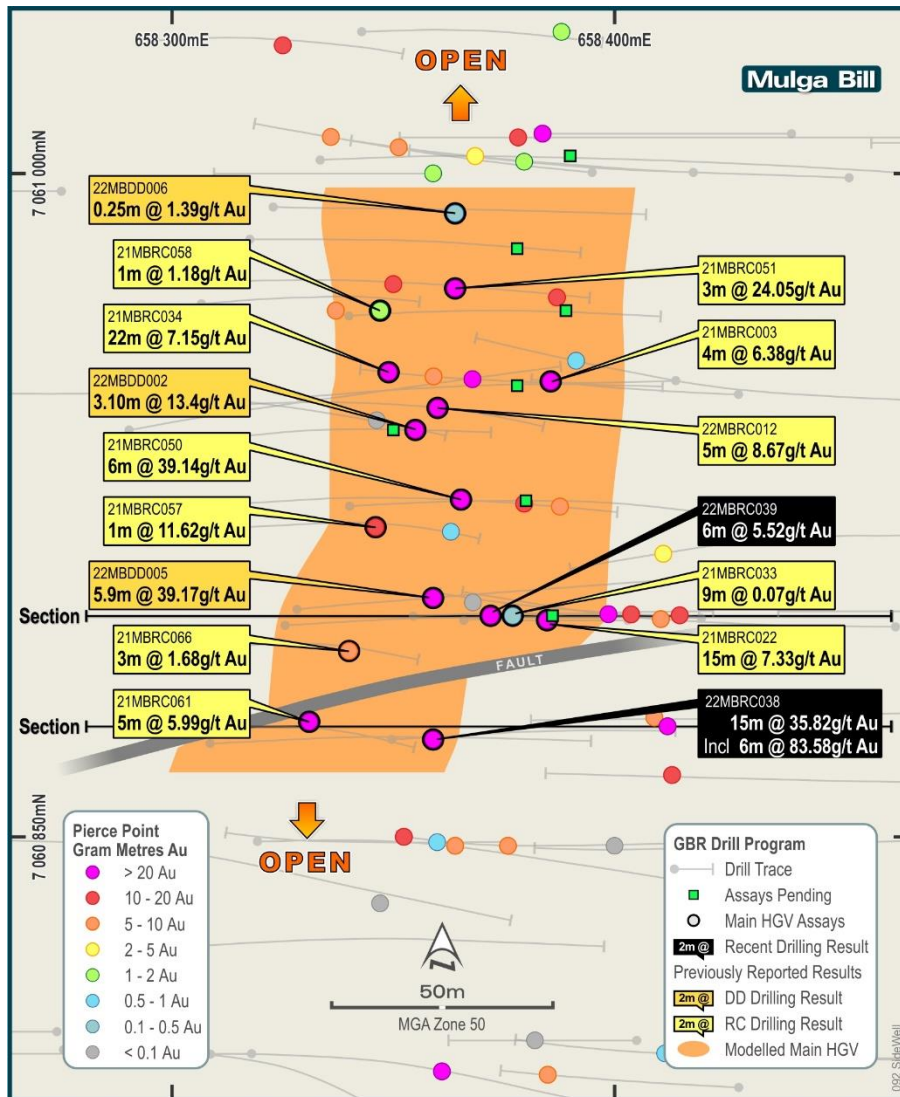 658 300mE
658 400mE
OPEN
Mulga Bill
7 061 000mN
22MBDD006
0.25m @ 1.39g/t Au
21MBRC058
1m @ 1.18g/t Au
21MBRC051
3m @ 24.05g/t Au
21MBRC034
22m @ 7.15g/t Au
21MBRC003
4m @ 6.38g/t Au
22MBDD002
3.10m @ 13.4g/t Au
22MBRC012
5m @ 8.67g/t Au
21MBRC050
6m @ 39.14g/t Au
21MBRC057
1m @ 11.62g/t Au
22MBRC039
6m @ 5.52g/t Au
22MBDD005
5.9m @ 39.17g/t Au
21MBRC033
9m @ 0.07g/t Au
Section
21MBRC066
3m @ 1.68g/t Au
21MBRC022
15m @ 7.33g/t Au
FAULT
21MBRC061
5m @ 5.99g/t Au
Section
22MBRC038
15m @ 35.82g/t Au
Incl 6m @ 83.58g/t Au
7 060 850mN
OPEN
Pierce Point
Gram Metres Au
> 20 Au
10 - 20 Au
5 - 10 Au
2 - 5 Au
1 - 2 Au
0.5 - 1 Au
0.1 - 0.5 Au
< 0.1 Au
50m
MGA Zone 50
GBR Drill Program
Drill Trace
Assays Pending
Main HGV Assays
2m @ Recent Drilling Result
Previously Reported Results
2m @ DD Drilling Result
2m @ RC Drilling Result
Modelled Main HGV
092 SideWell